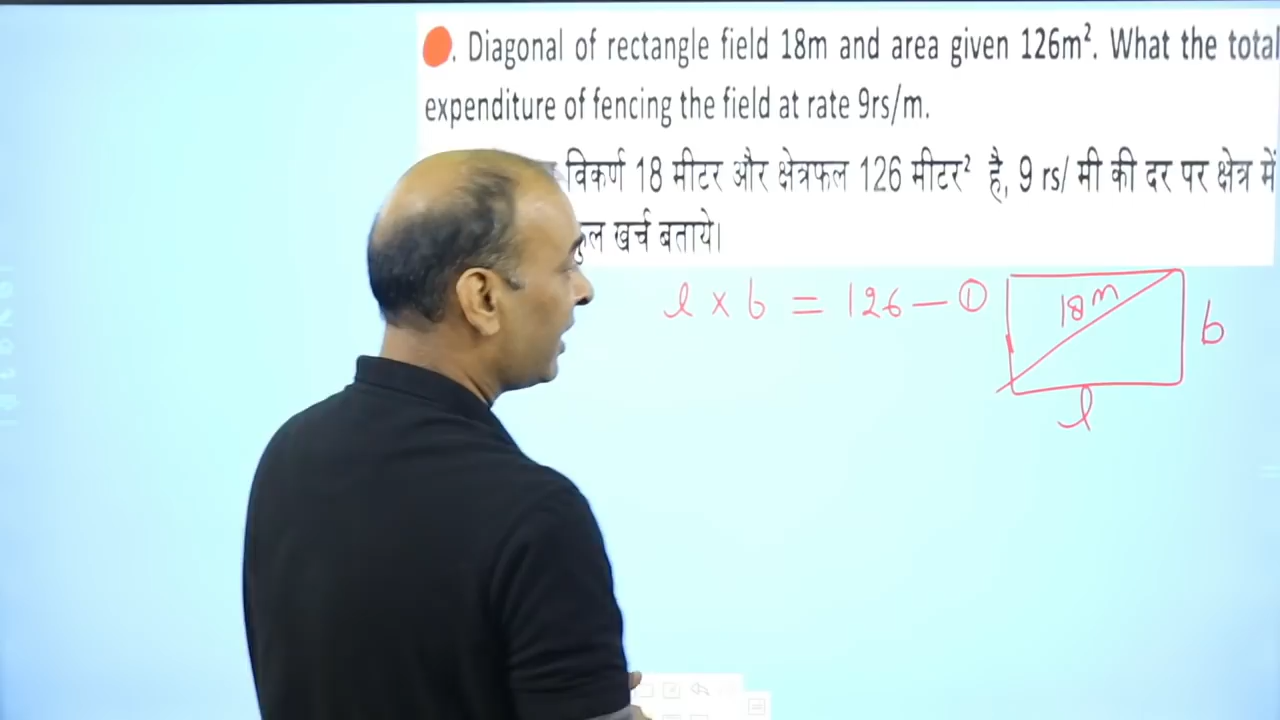 . Diagonal of rectangle field 18m and area given 126m². What the total
expenditure of fencing the field at rate 9rs/m.
विकर्ण 18 मीटर और क्षेत्रफल 126 मीटर² है, 9 rs/ मी की दर पर क्षेत्र में
खर्च बताये।
l × b = 126 — ①
18m
b
l